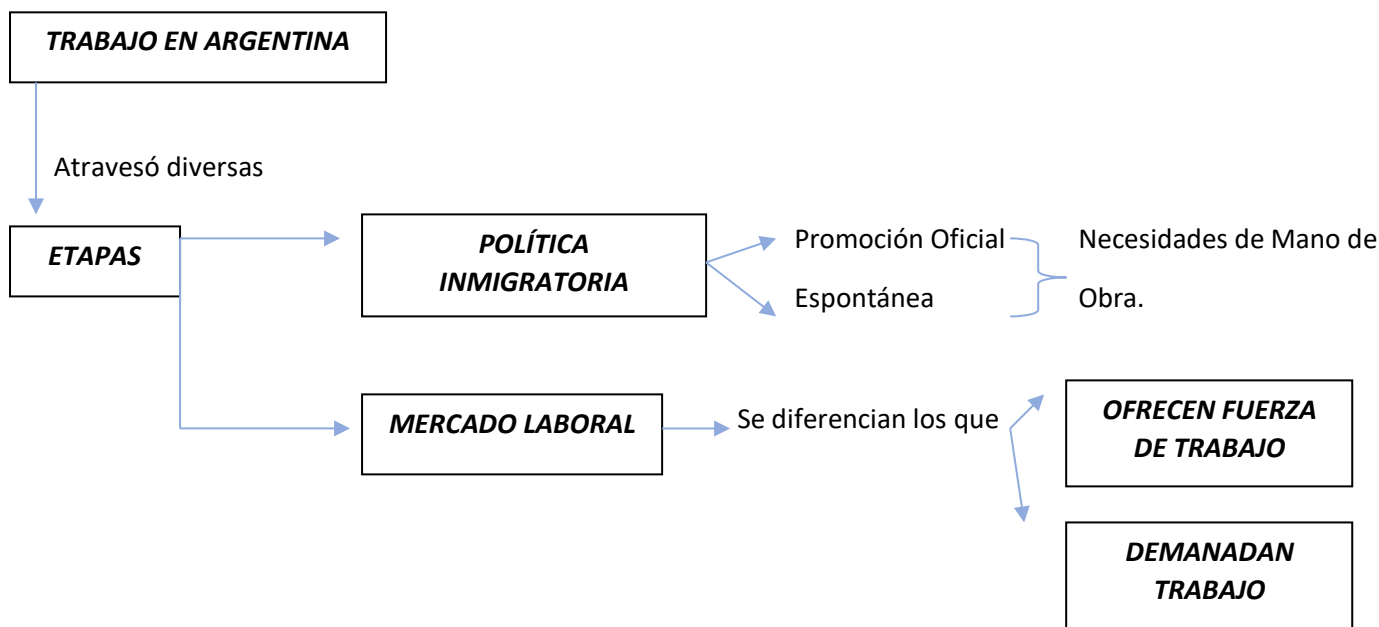 TRABAJO EN ARGENTINA
Atravesó diversas
ETAPAS
POLÍTICA
INMIGRATORIA
Promoción Oficial
Espontánea
Necesidades de Mano de
Obra.
MERCADO LABORAL
Se diferencian los que
OFRECEN FUERZA
DE TRABAJO
DEMANADAN
TRABAJO